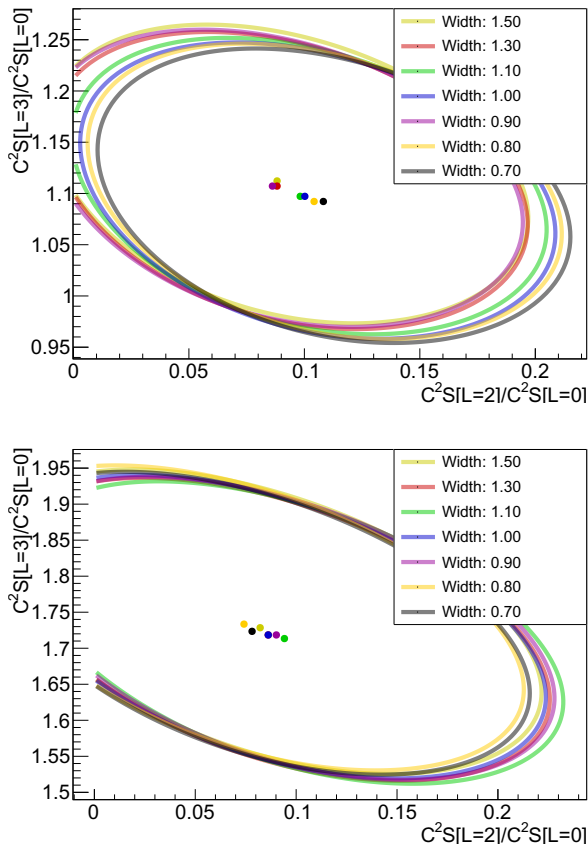 C²S[L=3]/C²S[L=0]
1.25
1.2
1.15
1.1
1.05
1
0.95
0
0.05
0.1
0.15
0.2
C²S[L=2]/C²S[L=0]
Width: 1.50
Width: 1.30
Width: 1.10
Width: 1.00
Width: 0.90
Width: 0.80
Width: 0.70
C²S[L=3]/C²S[L=0]
1.95
1.9
1.85
1.8
1.75
1.7
1.65
1.6
1.55
1.5
0
0.05
0.1
0.15
0.2
C²S[L=2]/C²S[L=0]
Width: 1.50
Width: 1.30
Width: 1.10
Width: 1.00
Width: 0.90
Width: 0.80
Width: 0.70